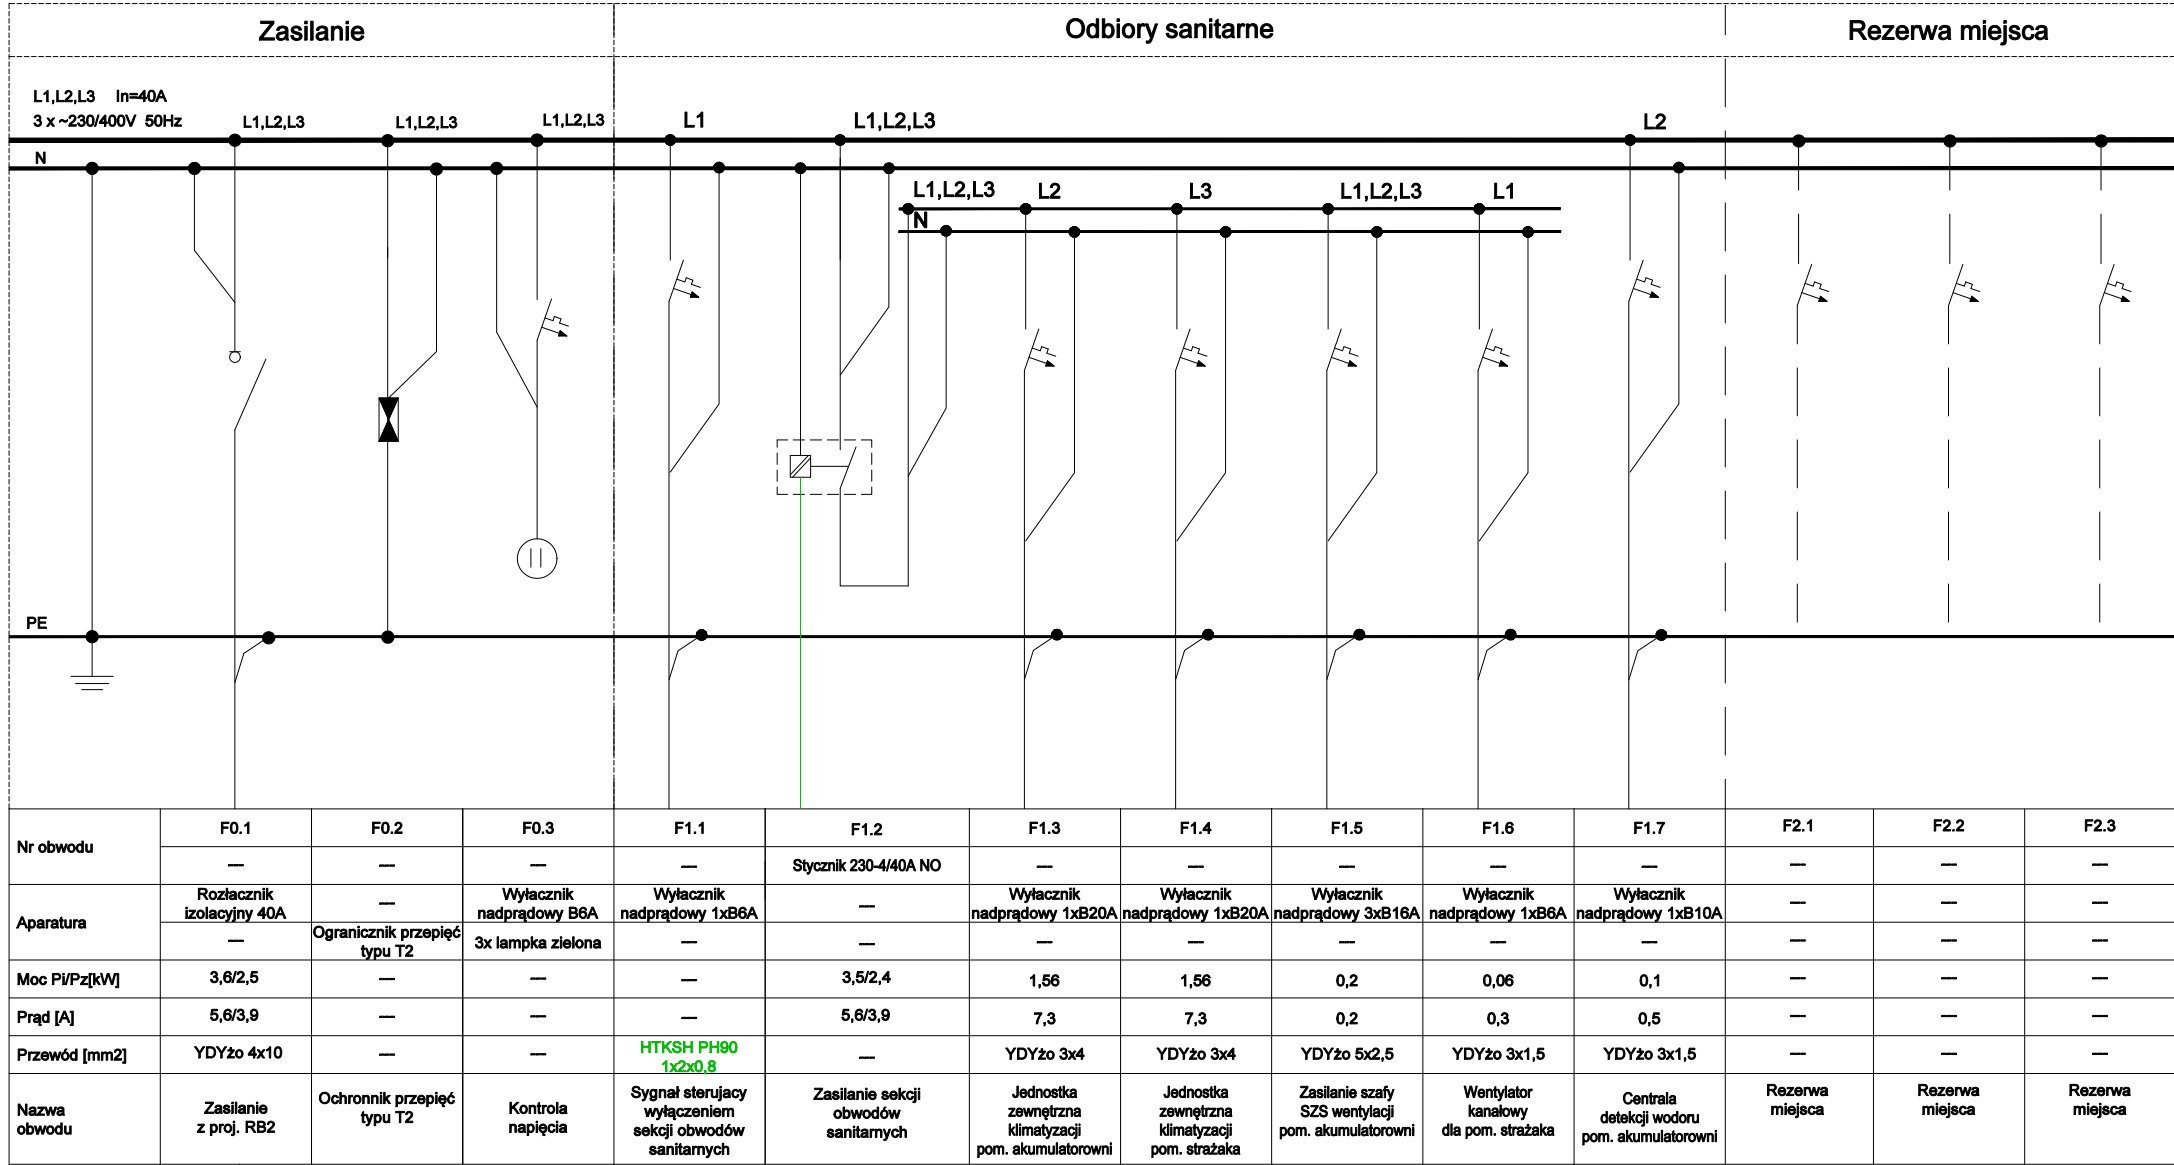 Zasilanie
Odbiory sanitarne
Rezerwa miejsca
L1,L2,L3 In=40A
3 x ~230/400V 50Hz
L1,L2,L3
L1,L2,L3
L1,L2,L3
L1
L1,L2,L3
L2
N
L1,L2,L3
L2
L3
L1,L2,L3
L1
N
PE
Nr obwodu
F0.1
F0.2
F0.3
F1.1
F1.2
F1.3
F1.4
F1.5
F1.6
F1.7
F2.1
F2.2
F2.3
---
---
---
---
Stycznik 230-4/40A NO
---
---
---
---
---
---
---
---
Aparatura
Rozłacznik
izolacyjny 40A
---
Wyłacznik
nadprądowy B6A
Wyłacznik
nadprądowy 1xB6A
---
Wyłacznik
nadprądowy 1xB20A
Wyłacznik
nadprądowy 1xB20A
Wyłacznik
nadprądowy 3xB16A
Wyłacznik
nadprądowy 1xB6A
Wyłacznik
nadprądowy 1xB10A
---
---
---
---
Ogranicznik przepięć
typu T2
3x lampka zielona
---
---
---
---
---
---
---
---
---
---
Moc Pi/Pz[kW]
3,6/2,5
---
---
---
3,5/2,4
1,56
1,56
0,2
0,06
0,1
---
---
---
Prąd [A]
5,6/3,9
---
---
---
5,6/3,9
7,3
7,3
0,2
0,3
0,5
---
---
---
Przewód [mm2]
YDYżo 4x10
---
---
HTKSH PH90
1x2x0,8
---
YDYżo 3x4
YDYżo 3x4
YDYżo 5x2,5
YDYżo 3x1,5
YDYżo 3x1,5
---
---
---
Nazwa
obwodu
Zasilanie
z proj. RB2
Ochronnik przepięć
typu T2
Kontrola
napięcia
Sygnał sterujacy
wyłączeniem
sekcji obwodów
sanitarnych
Zasilanie sekcji
obwodów
sanitarnych
Jednostka
zewnętrzna
klimatyzacji
pom. akumulatorowni
Jednostka
zewnętrzna
klimatyzacji
pom. strażaka
Zasilanie szafy
SZS wentylacji
pom. akumulatorowni
Wentylator
kanałowy
dla pom. strażaka
Centrala
detekcji wodoru
pom. akumulatorowni
Rezerwa
miejsca
Rezerwa
miejsca
Rezerwa
miejsca